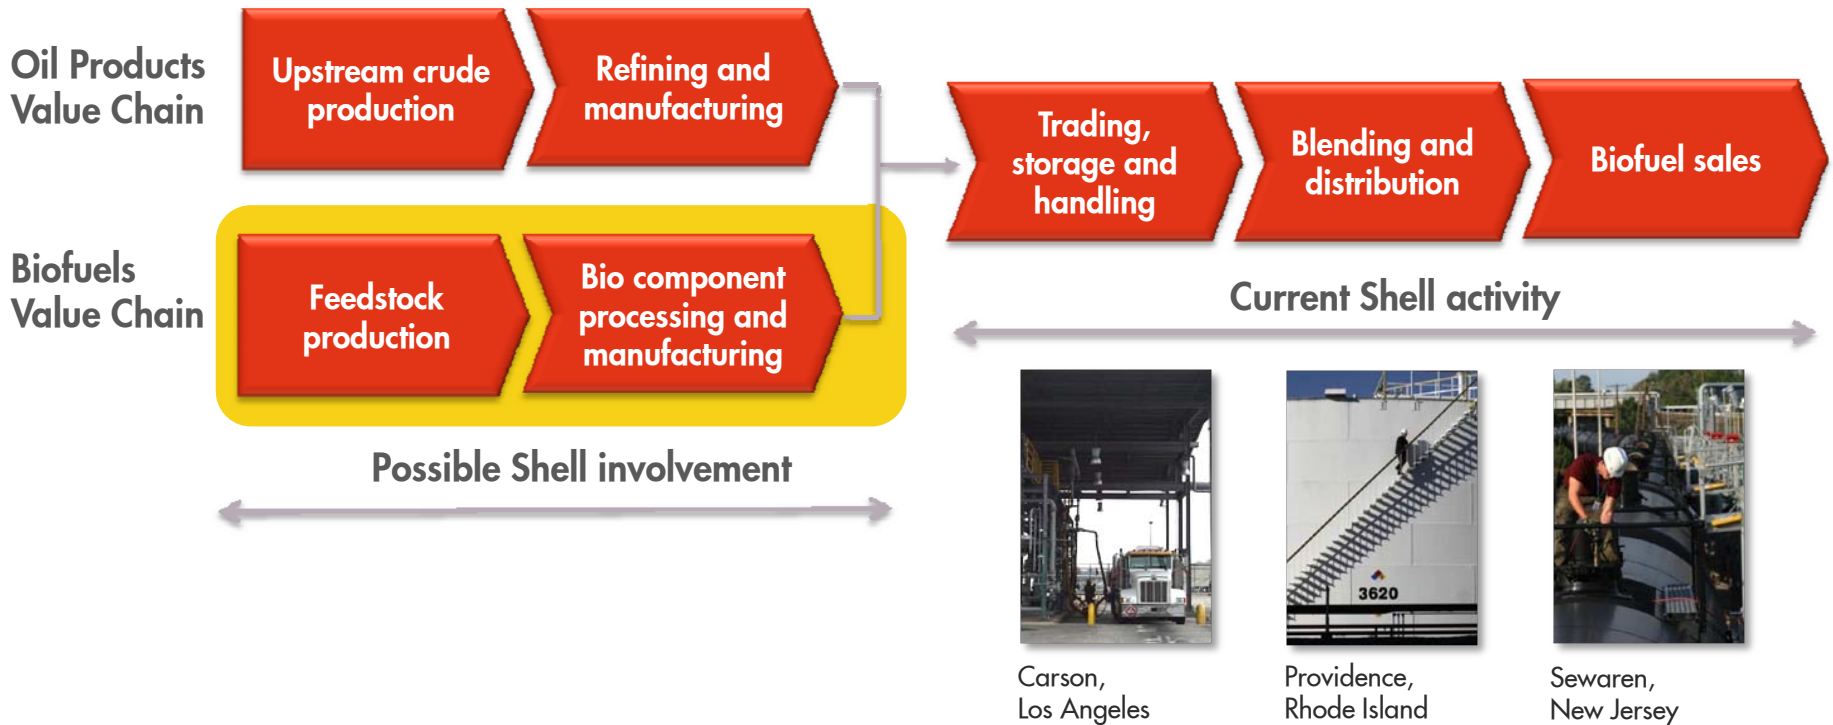 Oil Products
Value Chain
Upstream crude
production
Refining and
manufacturing
Trading,
storage and
handling
Blending and
distribution
Biofuel sales
Biofuels
Value Chain
Feedstock
production
Bio component
processing and
manufacturing
Current Shell activity
Possible Shell involvement
3620
Carson,
Los Angeles
Providence,
Rhode Island
Sewaren,
New Jersey